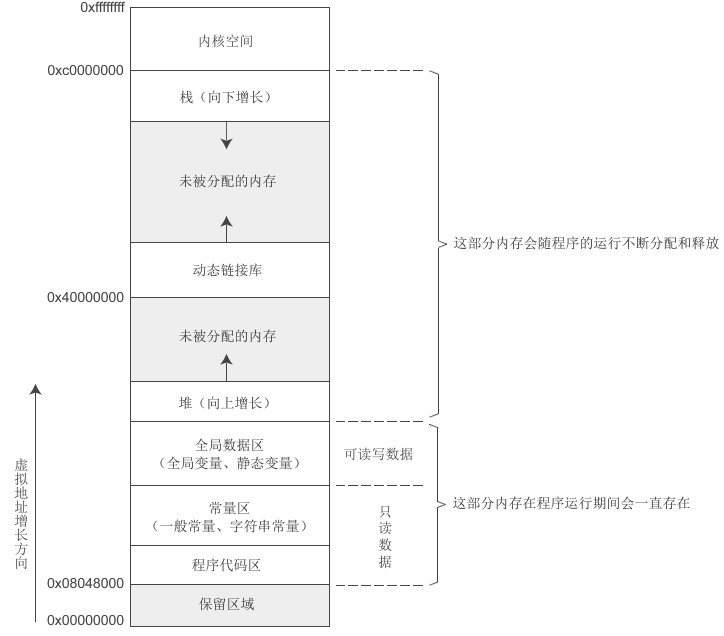 0xffffffff
内核空间
0xc0000000
栈（向下增长）
未被分配的内存
这部分内存会随程序的运行不断分配和释放
动态链接库
0x40000000
未被分配的内存
堆（向上增长）
全局数据区
（全局变量、静态变量）
可读写数据
常量区
（一般常量、字符串常量）
这部分内存在程序运行期间会一直存在
只读数据
程序代码区
虚拟地址增长方向
0x08048000
保留区域
0x00000000